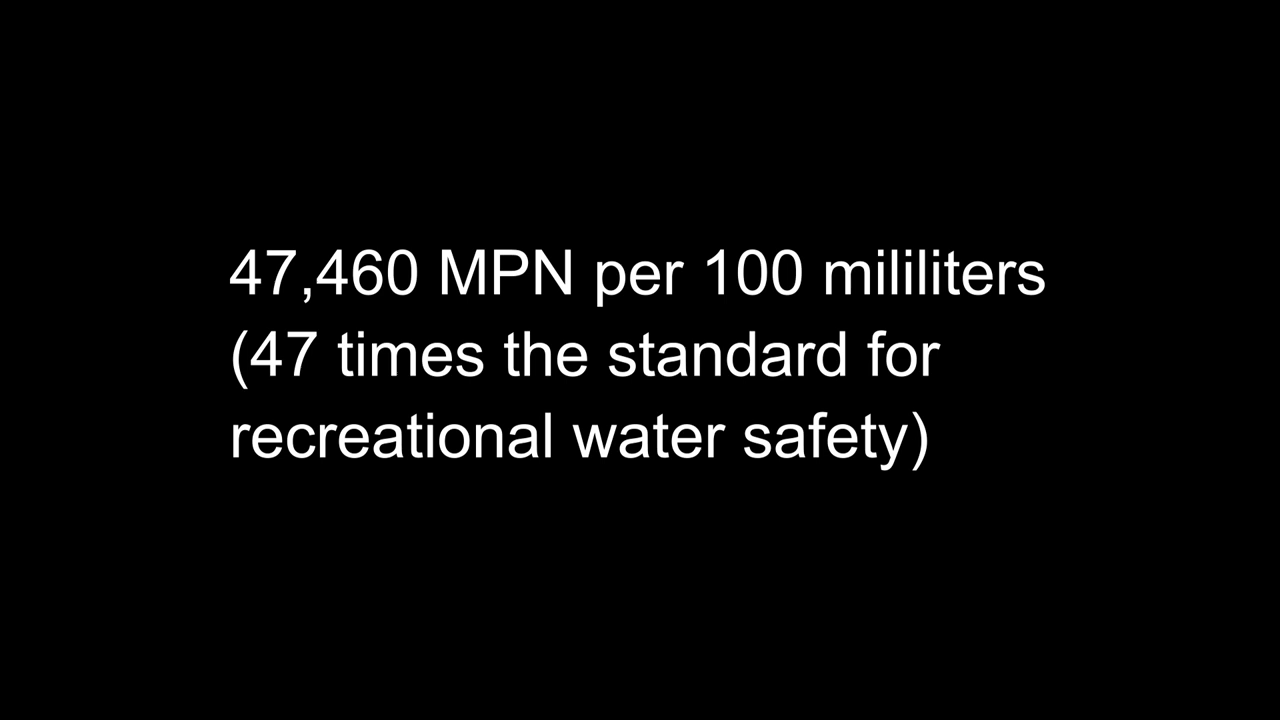 47,460 MPN per 100 mililiters
(47 times the standard for
recreational water safety)